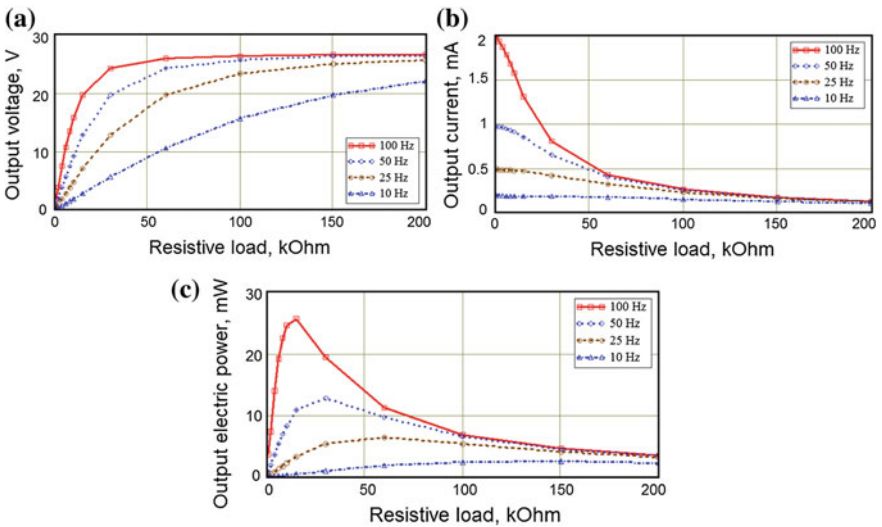 (a)
Output voltage, V
30
20
10
0
100 Hz
50 Hz
25 Hz
10 Hz
0
50
100
150
200
Resistive load, kOhm
(b)
Output current, mA
2
1.5
1
0.5
0
100 Hz
50 Hz
25 Hz
10 Hz
0
50
100
150
200
Resistive load, kOhm
(c)
Output electric power, mW
30
20
10
0
100 Hz
50 Hz
25 Hz
10 Hz
0
50
100
150
200
Resistive load, kOhm